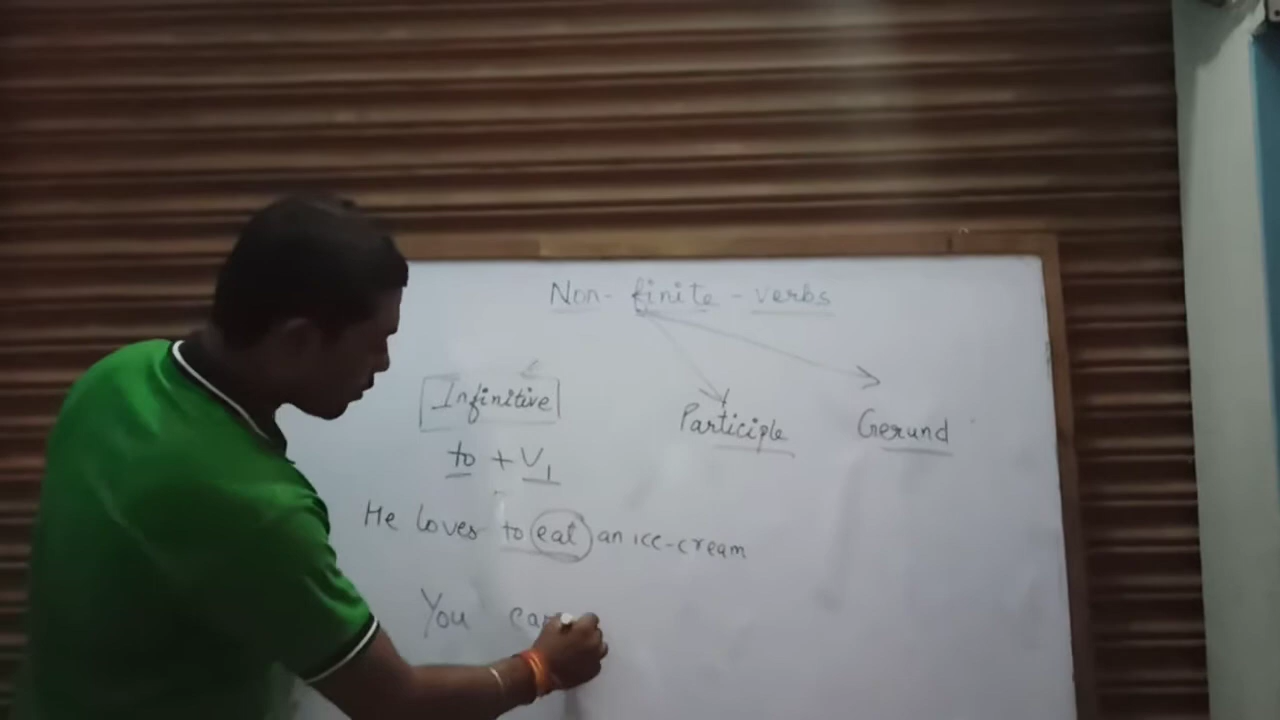 Non-finite-verbs
Infinitive
Participle
Gerund
to + V1
He loves to eat an ice-cream
You